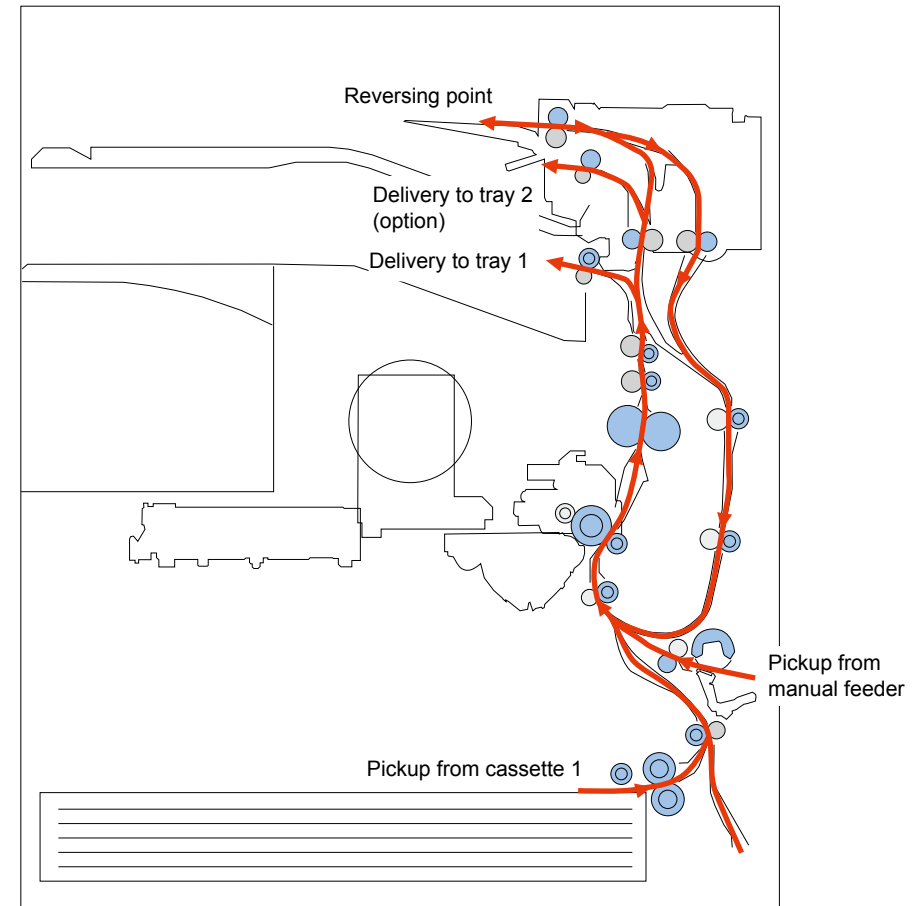 Reversing point
Delivery to tray 2
(option)
Delivery to tray 1
Pickup from
manual feeder
Pickup from cassette 1